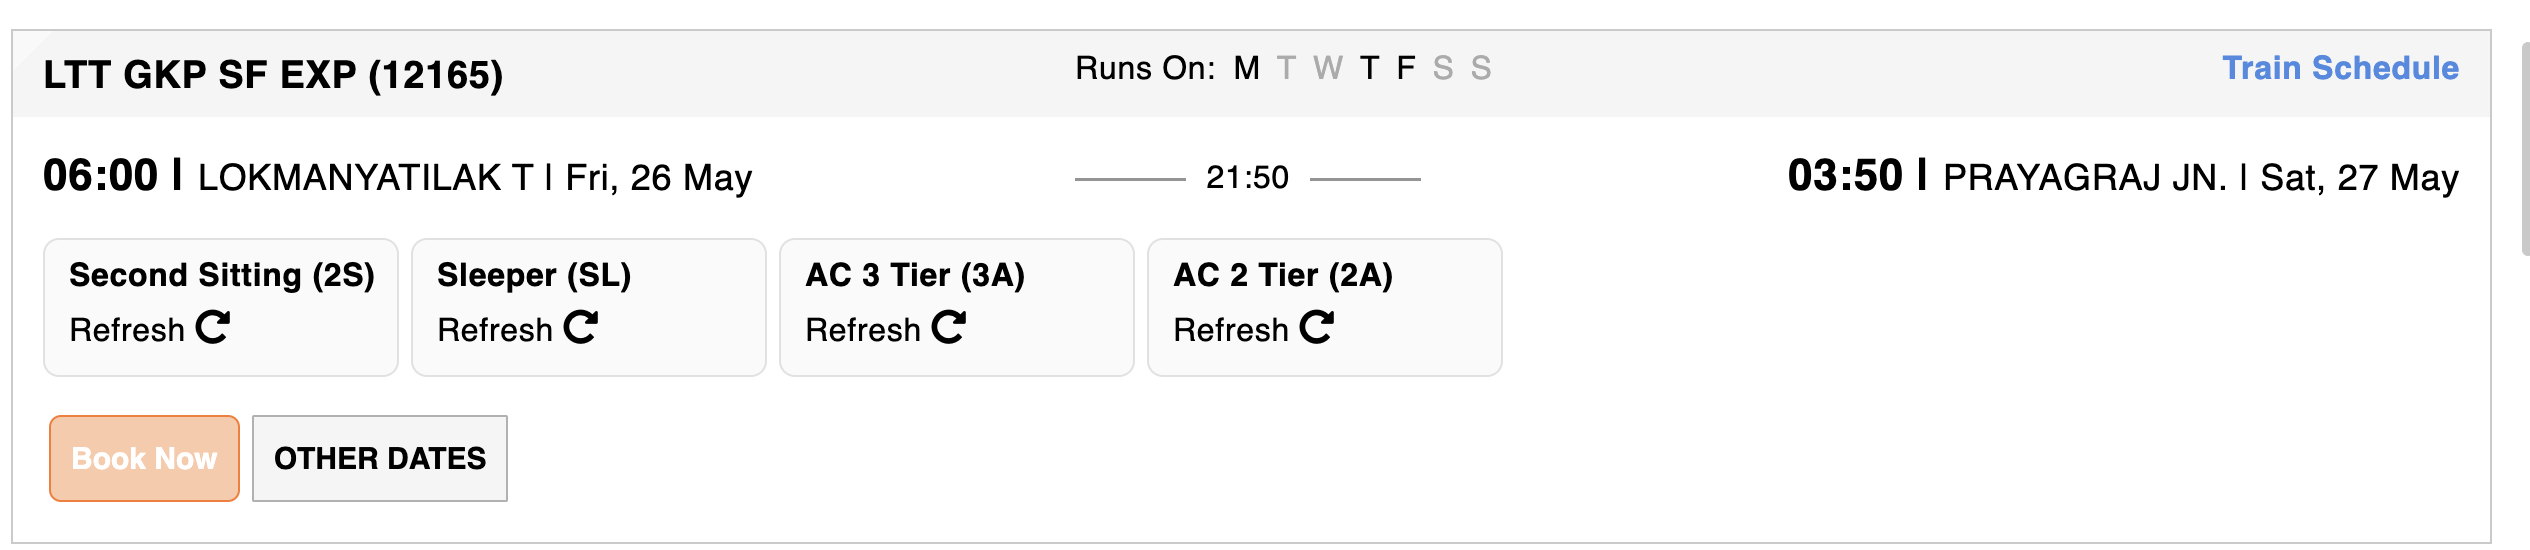 LTT GKP SF EXP (12165) Runs On: M T W T F S S Train Schedule
06:00 | LOKMANYATILAK T | Fri, 26 May 21:50 03:50 | PRAYAGRAJ JN. | Sat, 27 May
Second Sitting (2S) Sleeper (SL) AC 3 Tier (3A) AC 2 Tier (2A)
Refresh Refresh Refresh Refresh
Book Now OTHER DATES